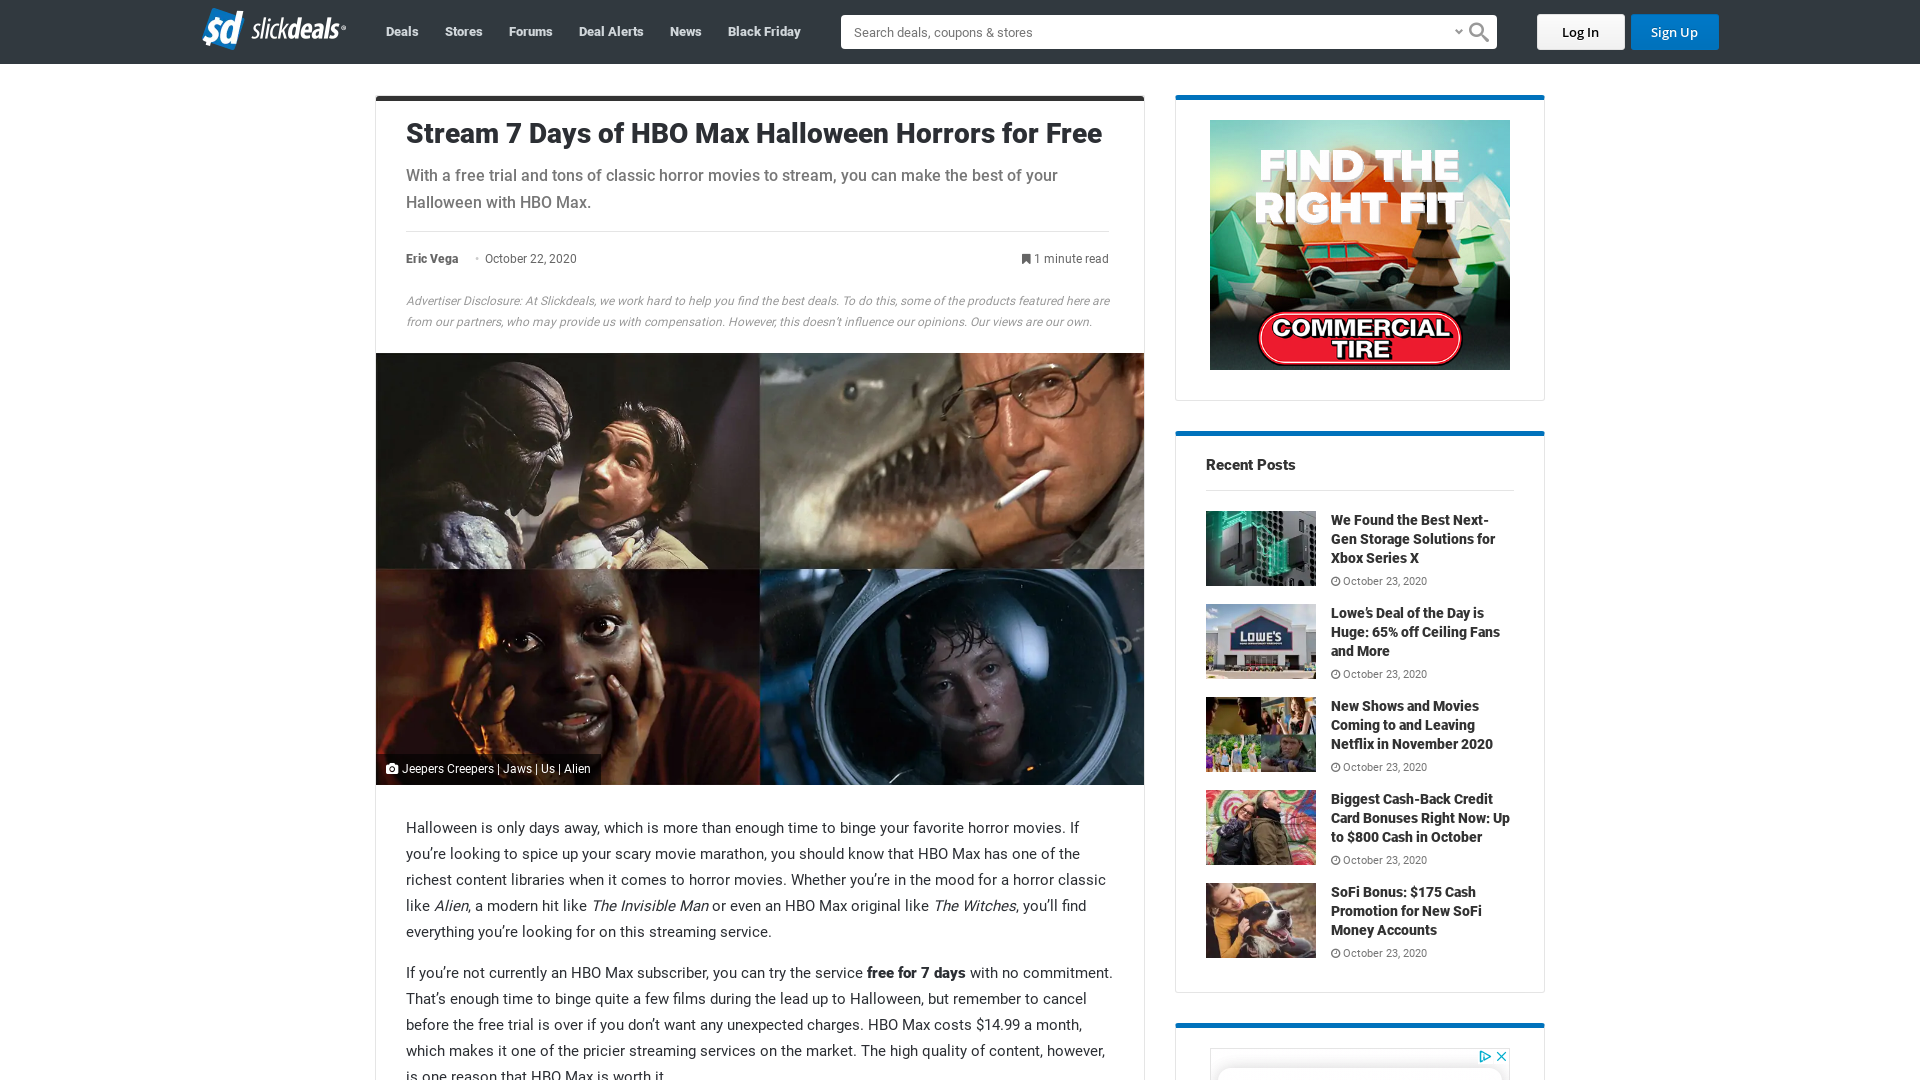 sd slickdeals
Deals
Stores
Forums
Deal Alerts
News
Black Friday
Search deals, coupons & stores
Log In
Sign Up
Stream 7 Days of HBO Max Halloween Horrors for Free
With a free trial and tons of classic horror movies to stream, you can make the best of your
Halloween with HBO Max.
Eric Vega • October 22, 2020
1 minute read
Advertiser Disclosure: At Slickdeals, we work hard to help you find the best deals. To do this, some of the products featured here are
from our partners, who may provide us with compensation. However, this doesn’t influence our opinions. Our views are our own.
Jeepers Creepers | Jaws | Us | Alien
Halloween is only days away, which is more than enough time to binge your favorite horror movies. If
you’re looking to spice up your scary movie marathon, you should know that HBO Max has one of the
richest content libraries when it comes to horror movies. Whether you’re in the mood for a horror classic
like Alien, a modern hit like The Invisible Man or even an HBO Max original like The Witches, you’ll find
everything you’re looking for on this streaming service.
If you’re not currently an HBO Max subscriber, you can try the service free for 7 days with no commitment.
That’s enough time to binge quite a few films during the lead up to Halloween, but remember to cancel
before the free trial is over if you don’t want any unexpected charges. HBO Max costs $14.99 a month,
which makes it one of the pricier streaming services on the market. The high quality of content, however,
is one reason that HBO Max is worth it.
FIND THE
RIGHT FIT
COMMERCIAL
TIRE
Recent Posts
We Found the Best Next-
Gen Storage Solutions for
Xbox Series X
October 23, 2020
LOWE'S
Lowe’s Deal of the Day is
Huge: 65% off Ceiling Fans
and More
October 23, 2020
New Shows and Movies
Coming to and Leaving
Netflix in November 2020
October 23, 2020
Biggest Cash-Back Credit
Card Bonuses Right Now: Up
to $800 Cash in October
October 23, 2020
SoFi Bonus: $175 Cash
Promotion for New SoFi
Money Accounts
October 23, 2020